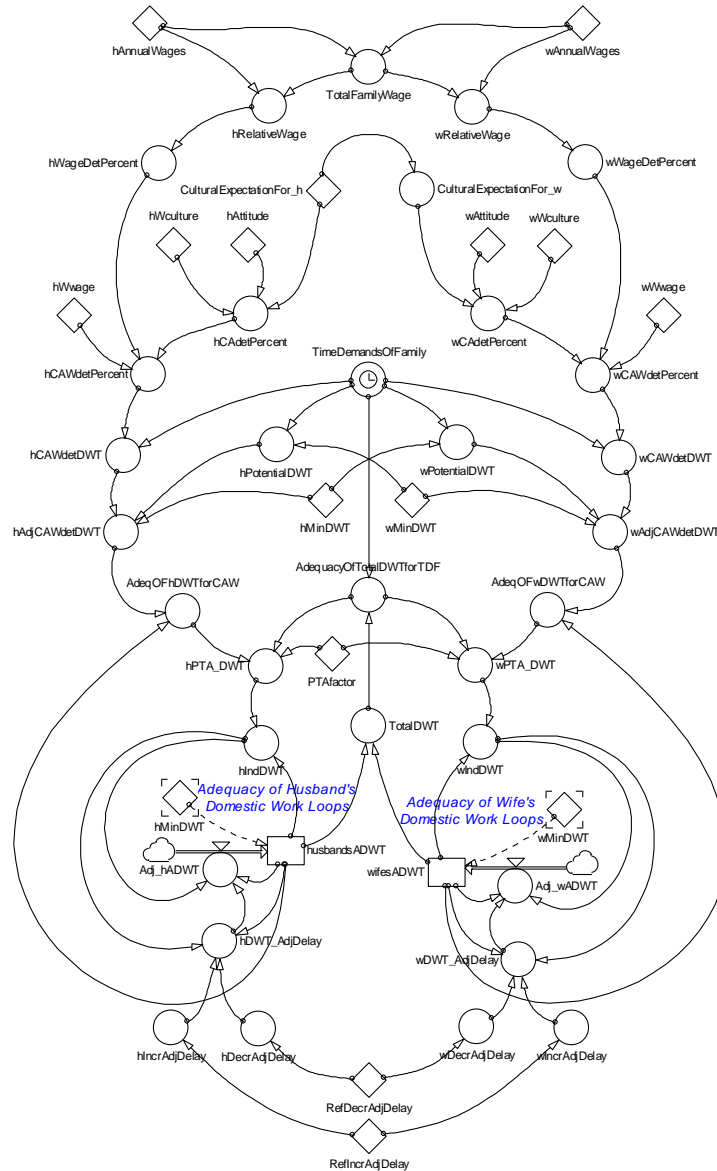 hAnnualWages
wAnnualWages
TotalFamilyWage
hRelativeWage
wRelativeWage
hWageDetPercent
wWageDetPercent
CulturalExpectationFor_h
CulturalExpectationFor_w
hWculture
hAttitude
wAttitude
wWculture
hWwage
wWwage
hCAdetPercent
wCAdetPercent
TimeDemandsOfFamily
hCAWdetPercent
wCAWdetPercent
hCAWdetDWT
wCAWdetDWT
hPotentialDWT
wPotentialDWT
hMinDWT
wMinDWT
hAdjCAWdetDWT
wAdjCAWdetDWT
AdequacyOfTotalDWTforTDF
AdeqOFhDWTforCAW
AdeqOFwDWTforCAW
hPTA_DWT
wPTA_DWT
PTAfactor
TotalDWT
hIndDWT
wIndDWT
Adequacy of Husband's
Domestic Work Loops
Adequacy of Wife's
Domestic Work Loops
hMinDWT
wMinDWT
husbandsADWT
wifesADWT
Adj_hADWT
Adj_wADWT
hDWT_AdjDelay
wDWT_AdjDelay
hIncrAdjDelay
hDecrAdjDelay
wDecrAdjDelay
wIncrAdjDelay
RefDecrAdjDelay
RefIncrAdjDelay